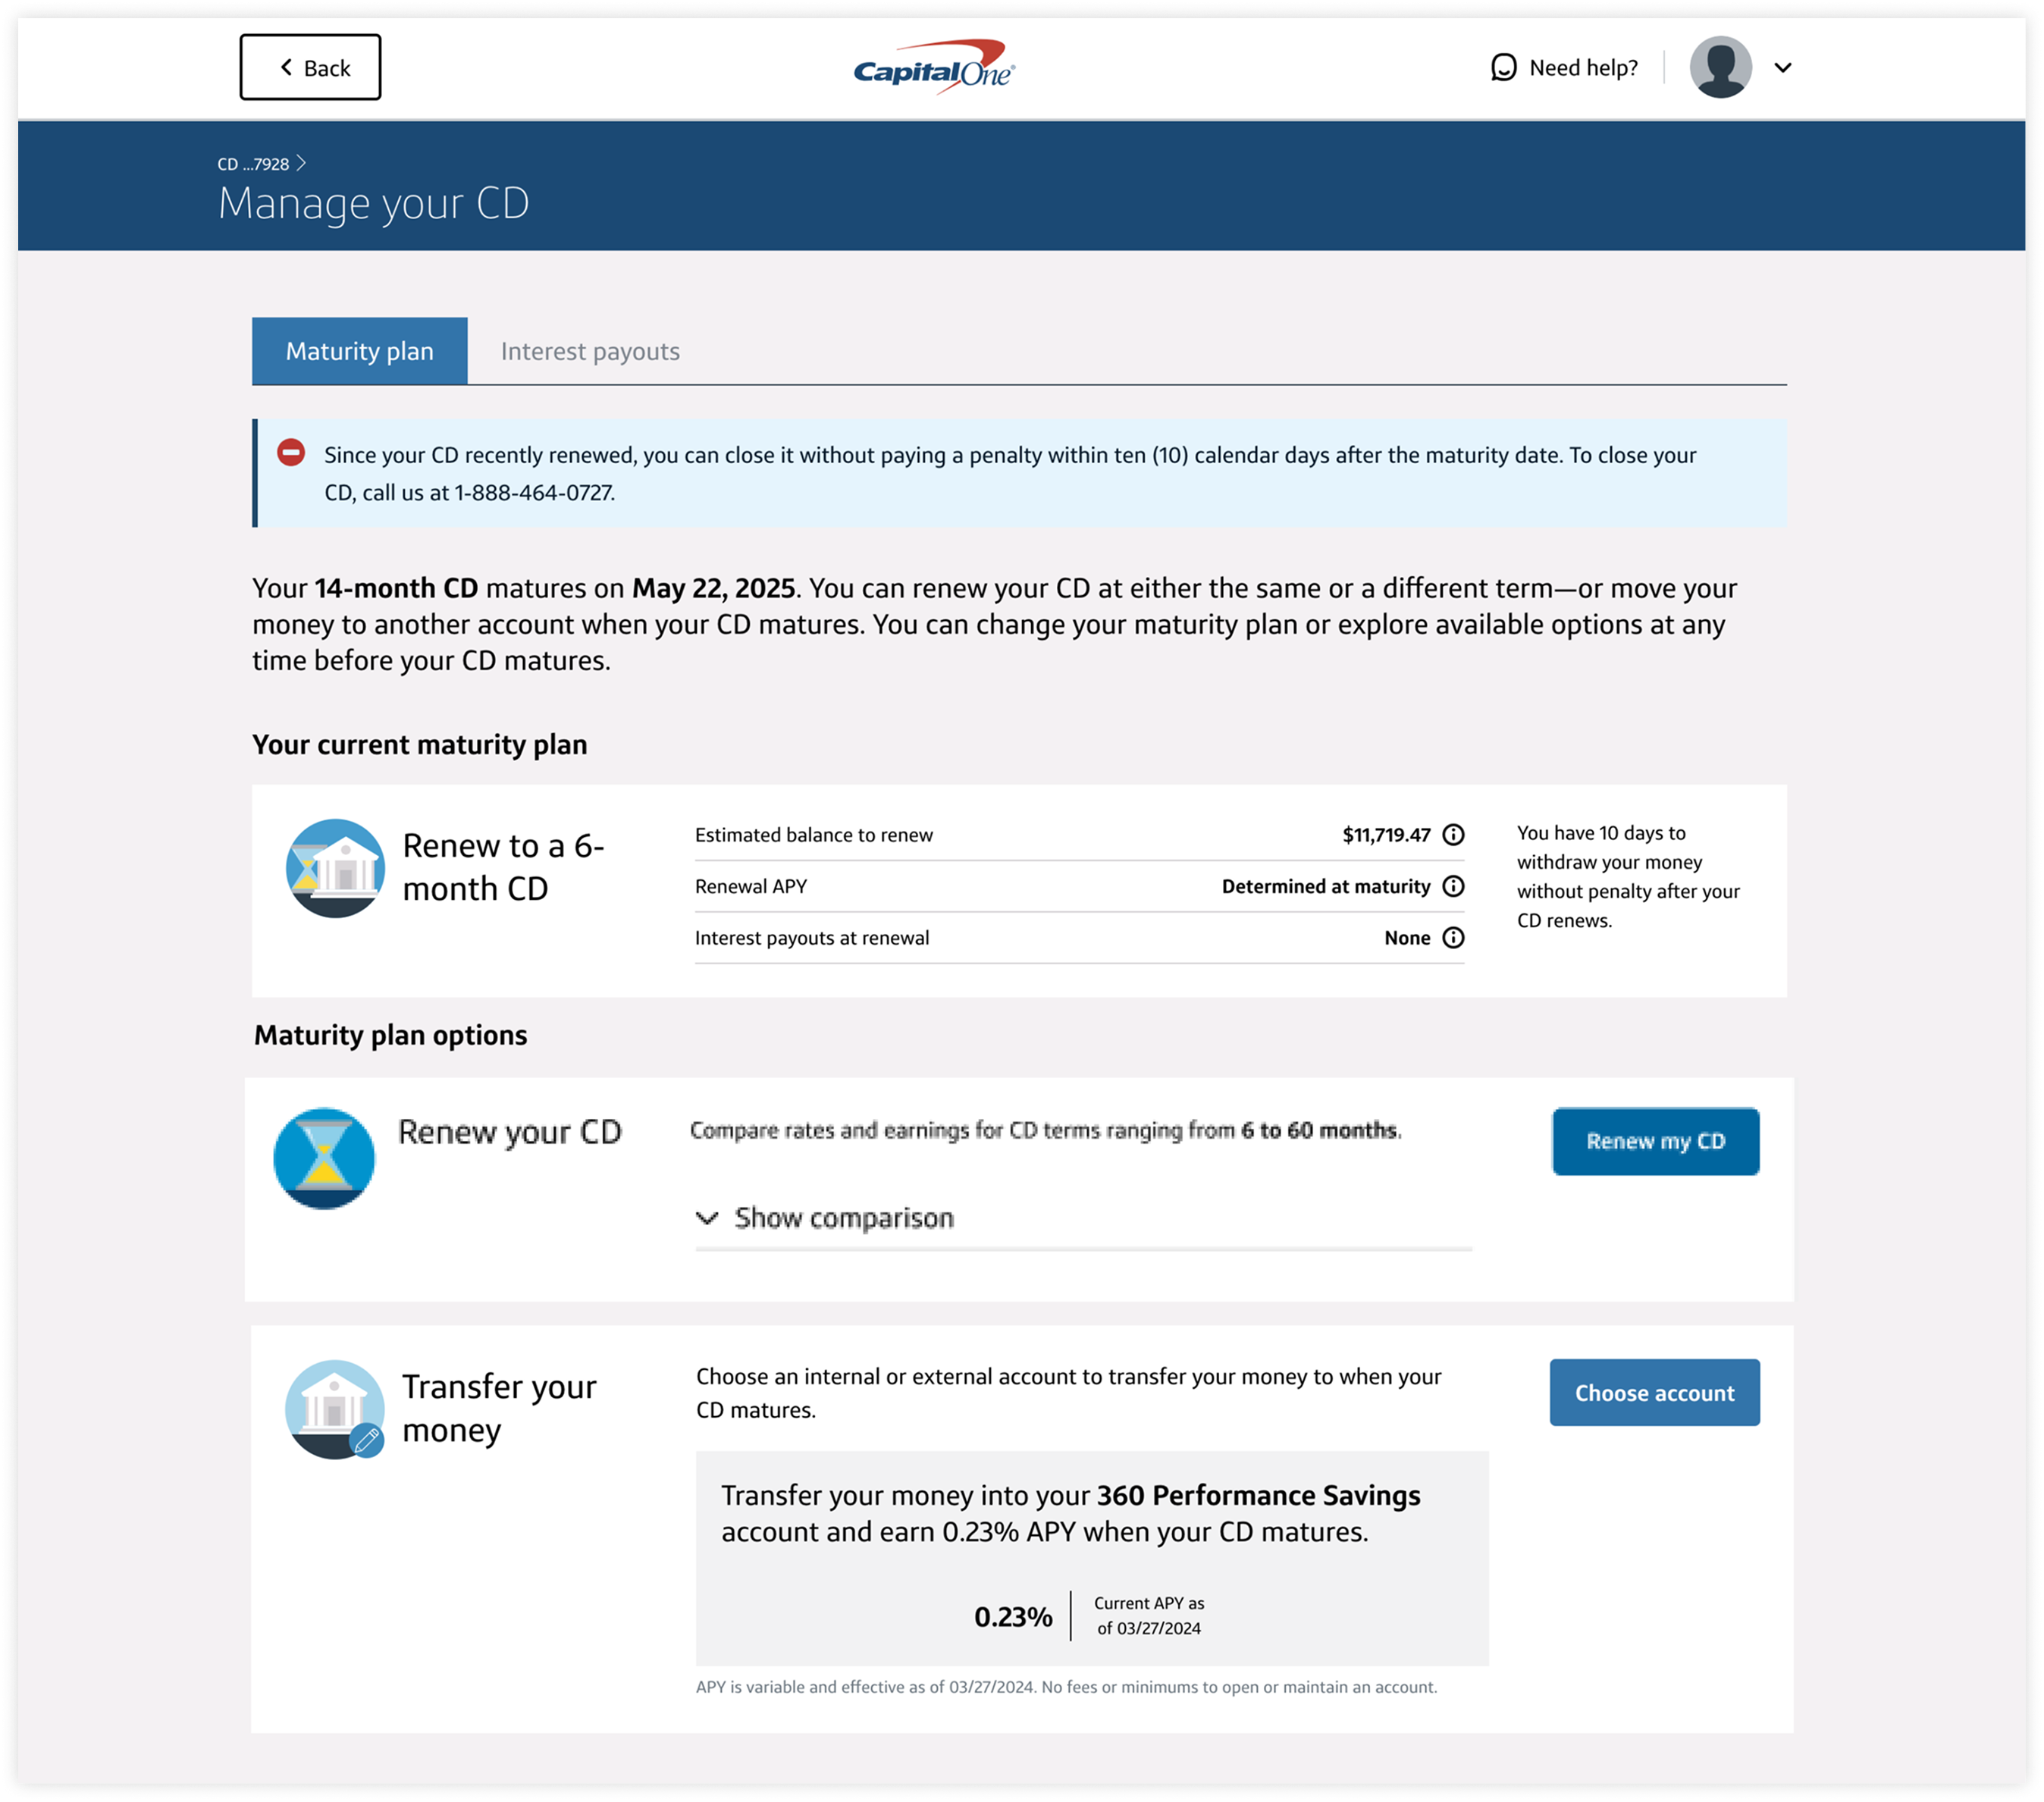 Back
CapitalOne®
Need help?
CD ...7928
Manage your CD
Maturity plan
Interest payouts
Since your CD recently renewed, you can close it without paying a penalty within ten (10) calendar days after the maturity date. To close your
CD, call us at 1-888-464-0727.
Your 14-month CD matures on May 22, 2025. You can renew your CD at either the same or a different term—or move your
money to another account when your CD matures. You can change your maturity plan or explore available options at any
time before your CD matures.
Your current maturity plan
Renew to a 6-
month CD
Estimated balance to renew $11,719.47
Renewal APY Determined at maturity
Interest payouts at renewal None
You have 10 days to
withdraw your money
without penalty after your
CD renews.
Maturity plan options
Renew your CD
Compare rates and earnings for CD terms ranging from 6 to 60 months.
Show comparison
Renew my CD
Transfer your
money
Choose an internal or external account to transfer your money to when your
CD matures.
Choose account
Transfer your money into your 360 Performance Savings
account and earn 0.23% APY when your CD matures.
0.23%
Current APY as
of 03/27/2024
APY is variable and effective as of 03/27/2024. No fees or minimums to open or maintain an account.